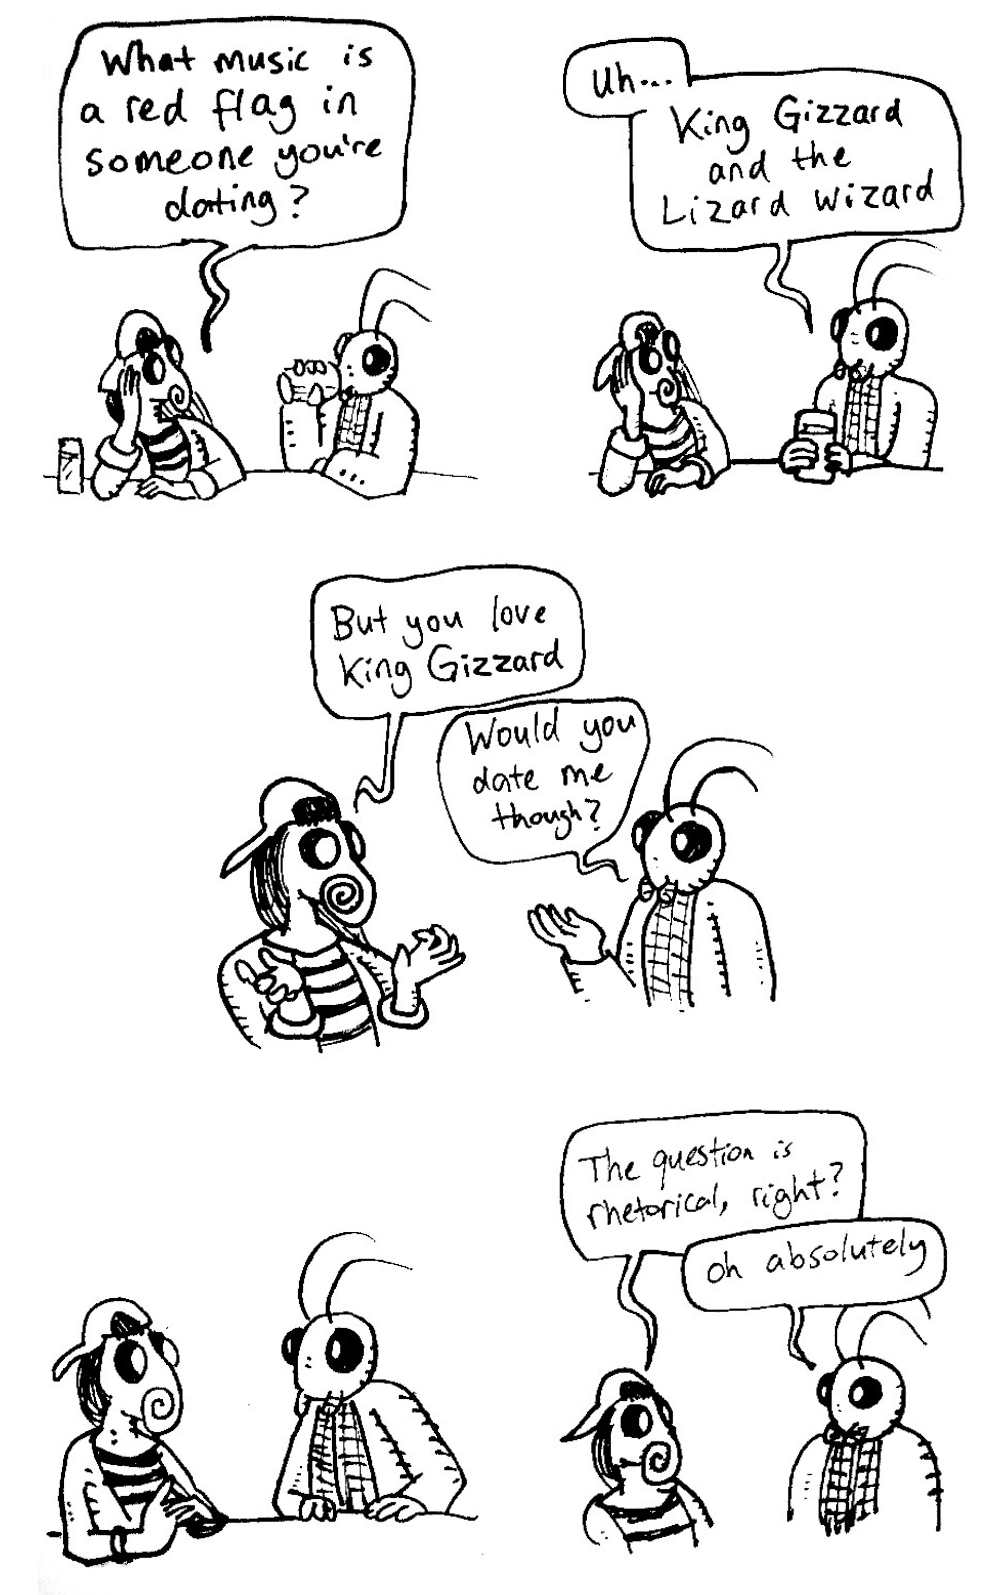 What music is
a red flag in
someone you're
dating?
Uh...
King Gizzard
and the
Lizard Wizard
But you love
King Gizzard
Would you
date me
though?
The question is
rhetorical, right?
oh absolutely